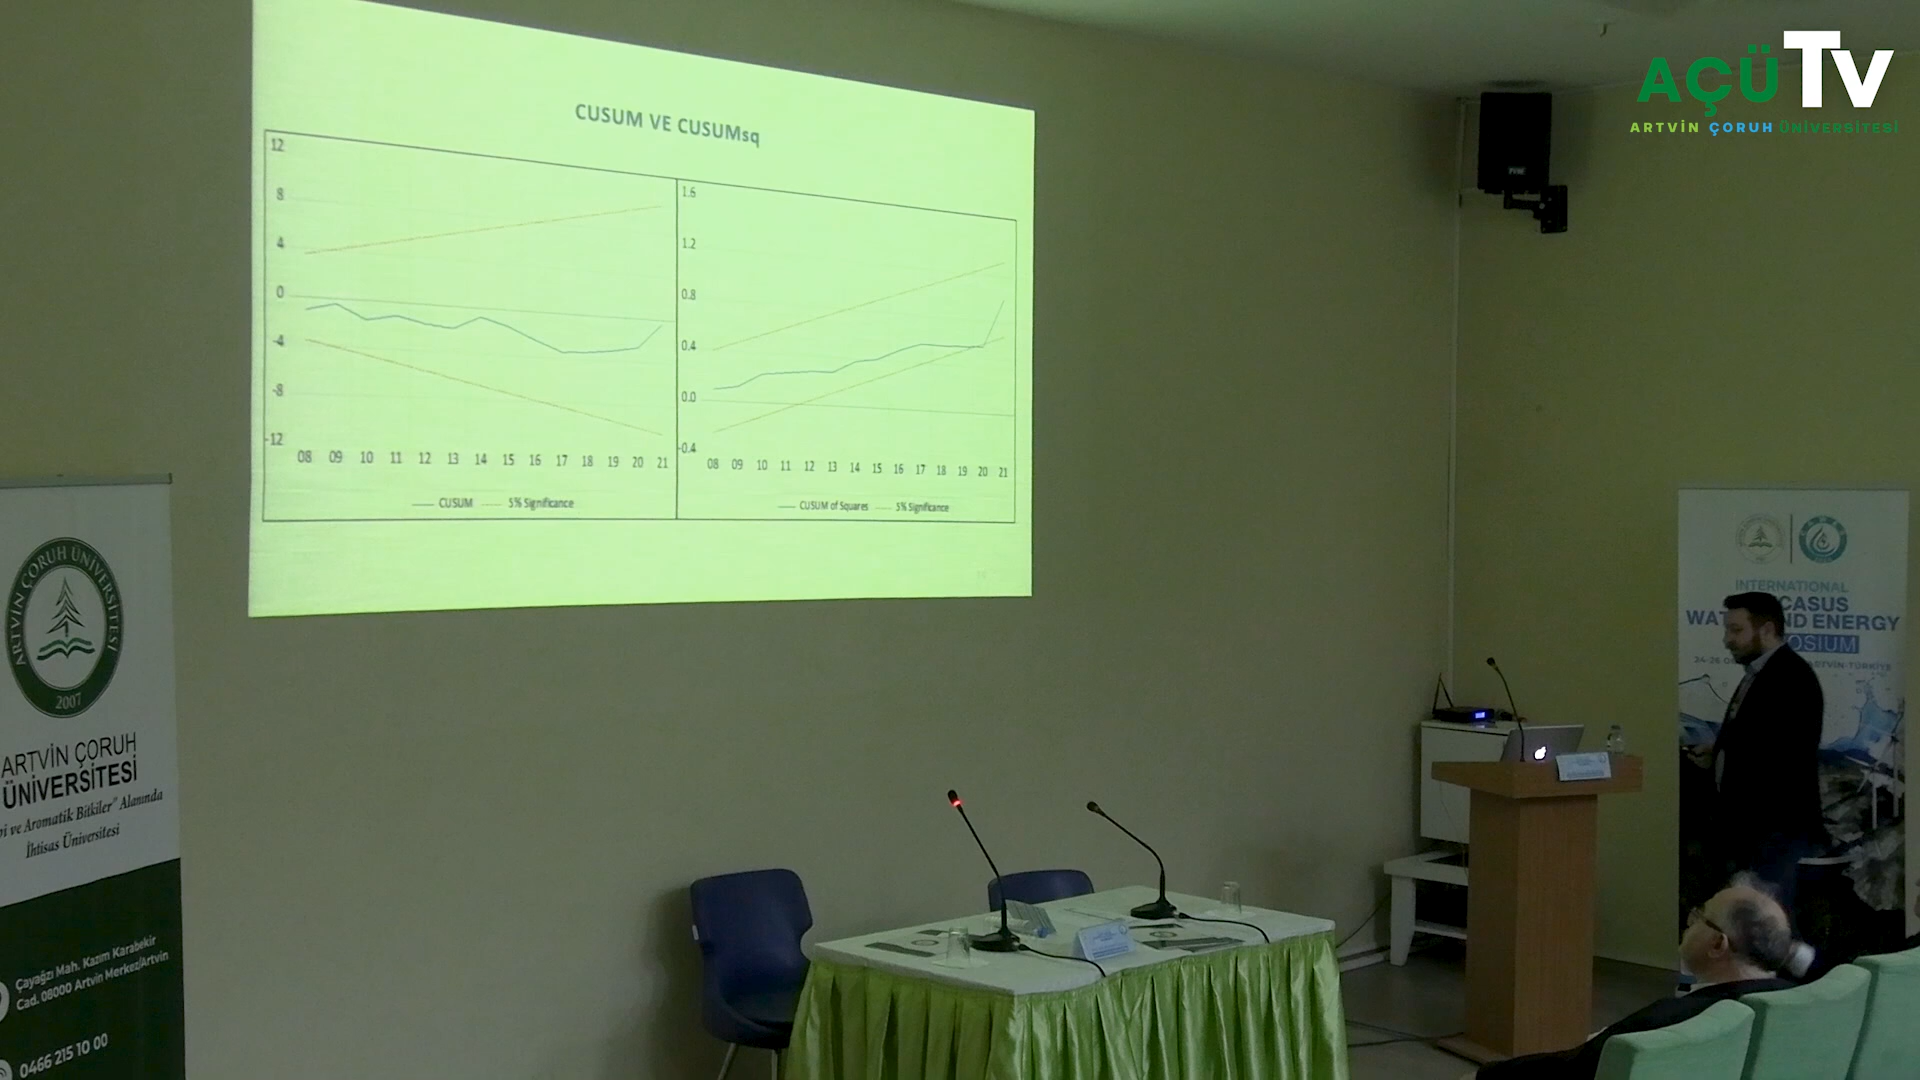 AÇÜTV
ARTVİN ÇORUH ÜNİVERSİTESİ
CUSUM VE CUSUMsq
12
8
4
0
-4
-8
-12
08 09 10 11 12 13 14 15 16 17 18 19 20 21
CUSUM 5% Significance
1.6
1.2
0.8
0.4
0.0
-0.4
08 09 10 11 12 13 14 15 16 17 18 19 20 21
CUSUM of Squares 5% Significance
ARTVİN ÇORUH ÜNİVERSİTESİ
2007
ARTVİN ÇORUH
ÜNİVERSİTESİ
ve Aromatik Bitkiler" Alanında
İhtisas Üniversitesi
Çayağzı Mah. Kazım Karabekir
Cad. 08000 Artvin Merkez/Artvin
0466 215 10 00
INTERNATIONAL
CASUS
WAT ND ENERGY
OSIUM
24-26 ARTVİN-TÜRKİYE